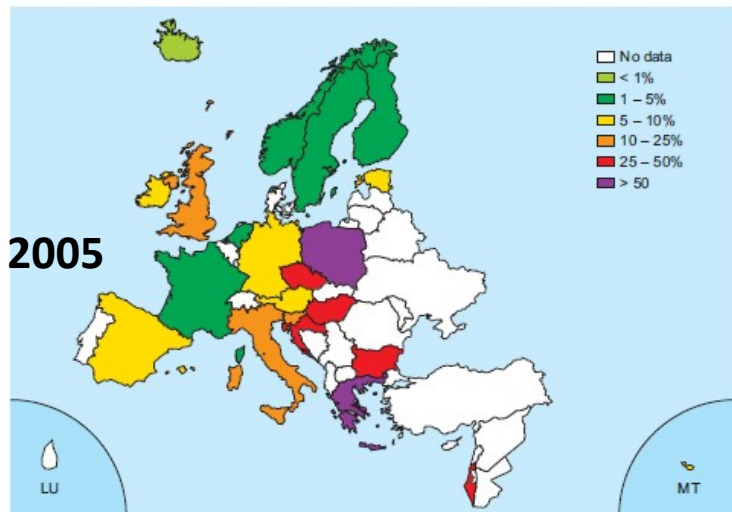 No data
< 1%
1 – 5%
5 – 10%
10 – 25%
25 – 50%
> 50
2005
LU
MT